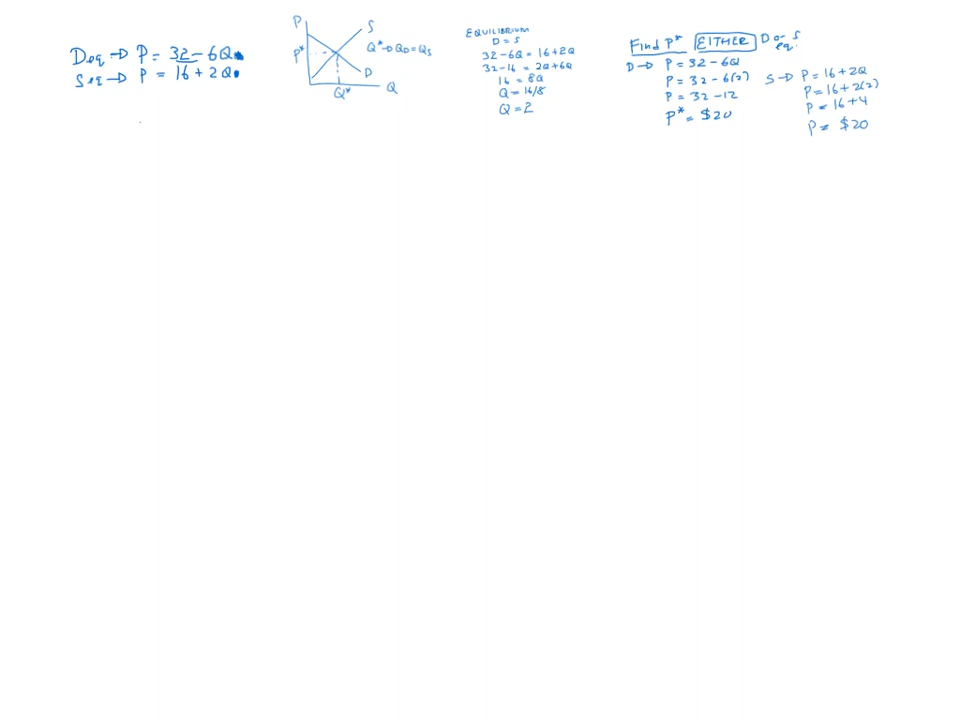 Deq → P = 32 - 6Q
Seq → P = 16 + 2Q
P
S
P*
Q* → QD = QS
D
Q*
Q
EQUILIBRIUM
D = S
32 - 6Q = 16 + 2Q
32 - 16 = 2Q + 6Q
16 = 8Q
Q = 16/8
Q = 2
Find P* EITHER D or S eq.
D → P = 32 - 6Q
P = 32 - 6(2)
P = 32 - 12
P* = $20
S → P = 16 + 2Q
P = 16 + 2(2)
P = 16 + 4
P = $20